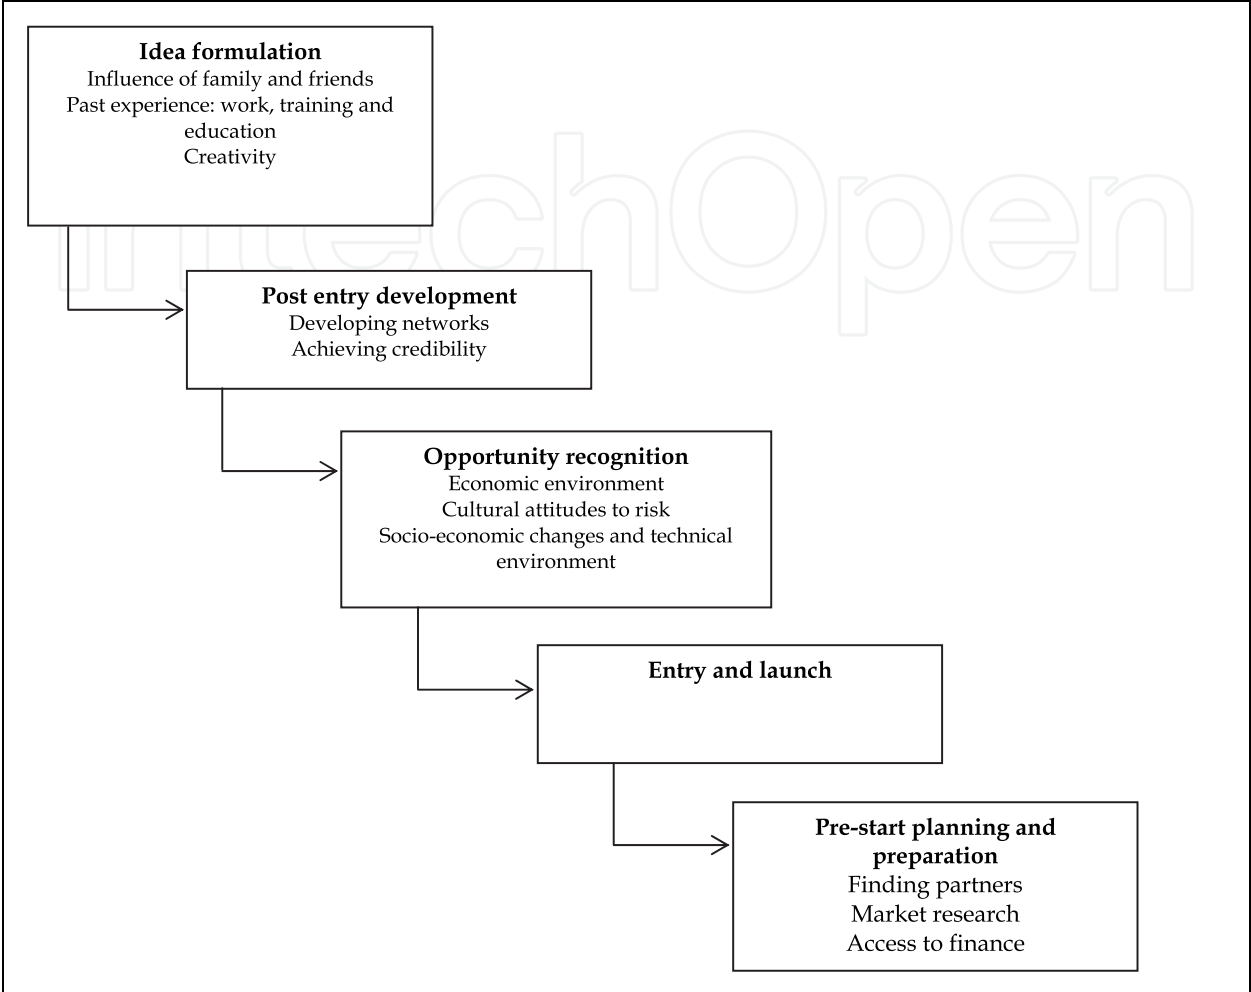 Idea formulation
Influence of family and friends
Past experience: work, training and
education
Creativity
IntechOpen
Post entry development
Developing networks
Achieving credibility
Opportunity recognition
Economic environment
Cultural attitudes to risk
Socio-economic changes and technical
environment
Entry and launch
Pre-start planning and
preparation
Finding partners
Market research
Access to finance